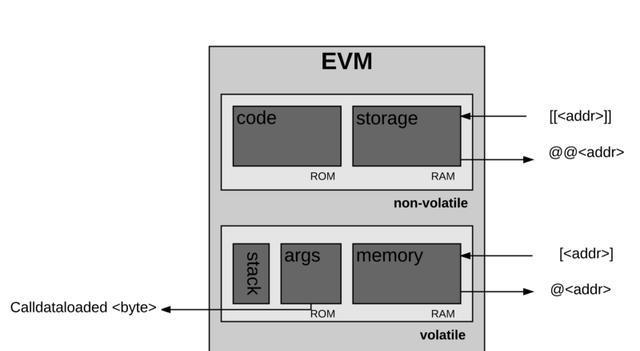 EVM
code
storage
[[<addr>]]
@@<addr>
ROM
RAM
non-volatile
stack
args
memory
[<addr>]
@<addr>
Calldataloaded <byte>
ROM
RAM
volatile